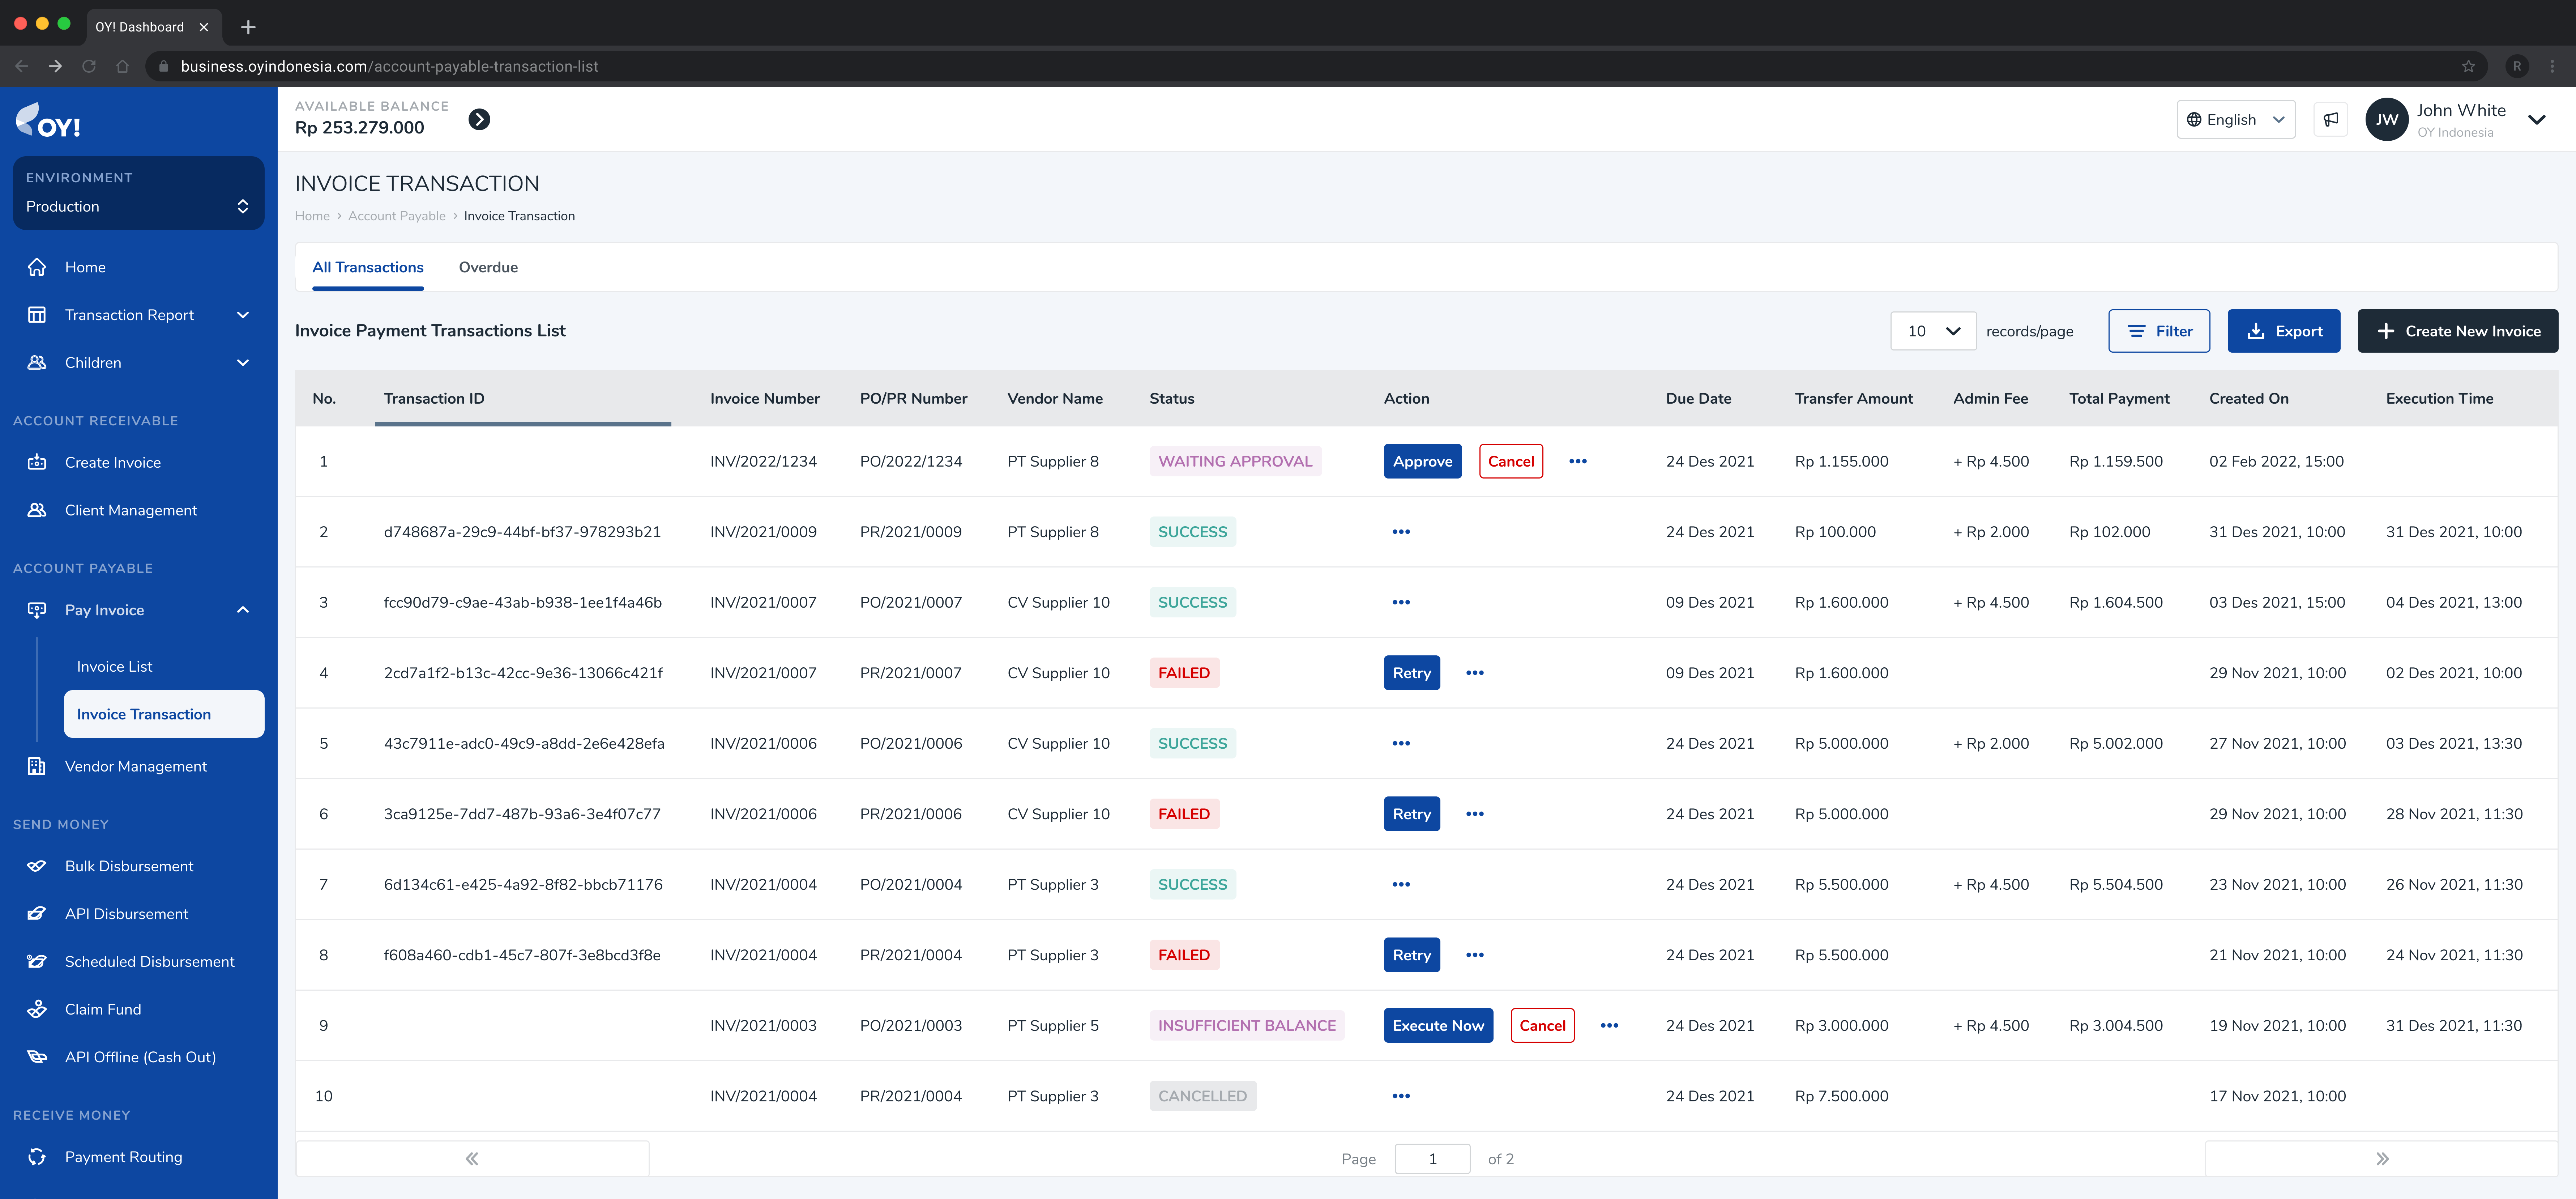 OY! Dashboard
business.oyindonesia.com/account-payable-transaction-list
R
OY!
ENVIRONMENT
Production
Home
Transaction Report
Children
ACCOUNT RECEIVABLE
Create Invoice
Client Management
ACCOUNT PAYABLE
Pay Invoice
Invoice List
Invoice Transaction
Vendor Management
SEND MONEY
Bulk Disbursement
API Disbursement
Scheduled Disbursement
Claim Fund
API Offline (Cash Out)
RECEIVE MONEY
Payment Routing
AVAILABLE BALANCE
Rp 253.279.000
English
JW
John White
OY Indonesia
INVOICE TRANSACTION
Home > Account Payable > Invoice Transaction
All Transactions Overdue
Invoice Payment Transactions List
10 records/page Filter Export + Create New Invoice
No. Transaction ID Invoice Number PO/PR Number Vendor Name Status Action Due Date Transfer Amount Admin Fee Total Payment Created On Execution Time
1 INV/2022/1234 PO/2022/1234 PT Supplier 8 WAITING APPROVAL Approve Cancel ••• 24 Des 2021 Rp 1.155.000 + Rp 4.500 Rp 1.159.500 02 Feb 2022, 15:00
2 d748687a-29c9-44bf-bf37-978293b21 INV/2021/0009 PR/2021/0009 PT Supplier 8 SUCCESS ••• 24 Des 2021 Rp 100.000 + Rp 2.000 Rp 102.000 31 Des 2021, 10:00 31 Des 2021, 10:00
3 fcc90d79-c9ae-43ab-b938-1ee1f4a46b INV/2021/0007 PO/2021/0007 CV Supplier 10 SUCCESS ••• 09 Des 2021 Rp 1.600.000 + Rp 4.500 Rp 1.604.500 03 Des 2021, 15:00 04 Des 2021, 13:00
4 2cd7a1f2-b13c-42cc-9e36-13066c421f INV/2021/0007 PR/2021/0007 CV Supplier 10 FAILED Retry ••• 09 Des 2021 Rp 1.600.000 29 Nov 2021, 10:00 02 Des 2021, 10:00
5 43c7911e-adc0-49c9-a8dd-2e6e428efa INV/2021/0006 PO/2021/0006 CV Supplier 10 SUCCESS ••• 24 Des 2021 Rp 5.000.000 + Rp 2.000 Rp 5.002.000 27 Nov 2021, 10:00 03 Des 2021, 13:30
6 3ca9125e-7dd7-487b-93a6-3e4f07c77 INV/2021/0006 PR/2021/0006 CV Supplier 10 FAILED Retry ••• 24 Des 2021 Rp 5.000.000 29 Nov 2021, 10:00 28 Nov 2021, 11:30
7 6d134c61-e425-4a92-8f82-bbcb71176 INV/2021/0004 PO/2021/0004 PT Supplier 3 SUCCESS ••• 24 Des 2021 Rp 5.500.000 + Rp 4.500 Rp 5.504.500 23 Nov 2021, 10:00 26 Nov 2021, 11:30
8 f608a460-cdb1-45c7-807f-3e8bcd3f8e INV/2021/0004 PR/2021/0004 PT Supplier 3 FAILED Retry ••• 24 Des 2021 Rp 5.500.000 21 Nov 2021, 10:00 24 Nov 2021, 11:30
9 INV/2021/0003 PO/2021/0003 PT Supplier 5 INSUFFICIENT BALANCE Execute Now Cancel ••• 24 Des 2021 Rp 3.000.000 + Rp 4.500 Rp 3.004.500 19 Nov 2021, 10:00 31 Des 2021, 11:30
10 INV/2021/0004 PR/2021/0004 PT Supplier 3 CANCELLED ••• 24 Des 2021 Rp 7.500.000 17 Nov 2021, 10:00
« Page 1 of 2 »